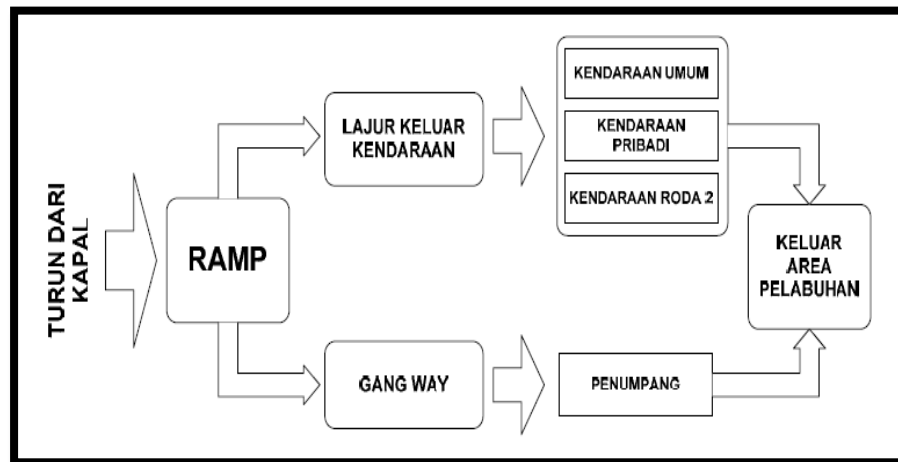 TURUN DARI
KAPAL
RAMP
LAJUR KELUAR
KENDARAAN
KENDARAAN UMUM
KENDARAAN
PRIBADI
KENDARAAN RODA 2
GANG WAY
PENUMPANG
KELUAR
AREA
PELABUHAN